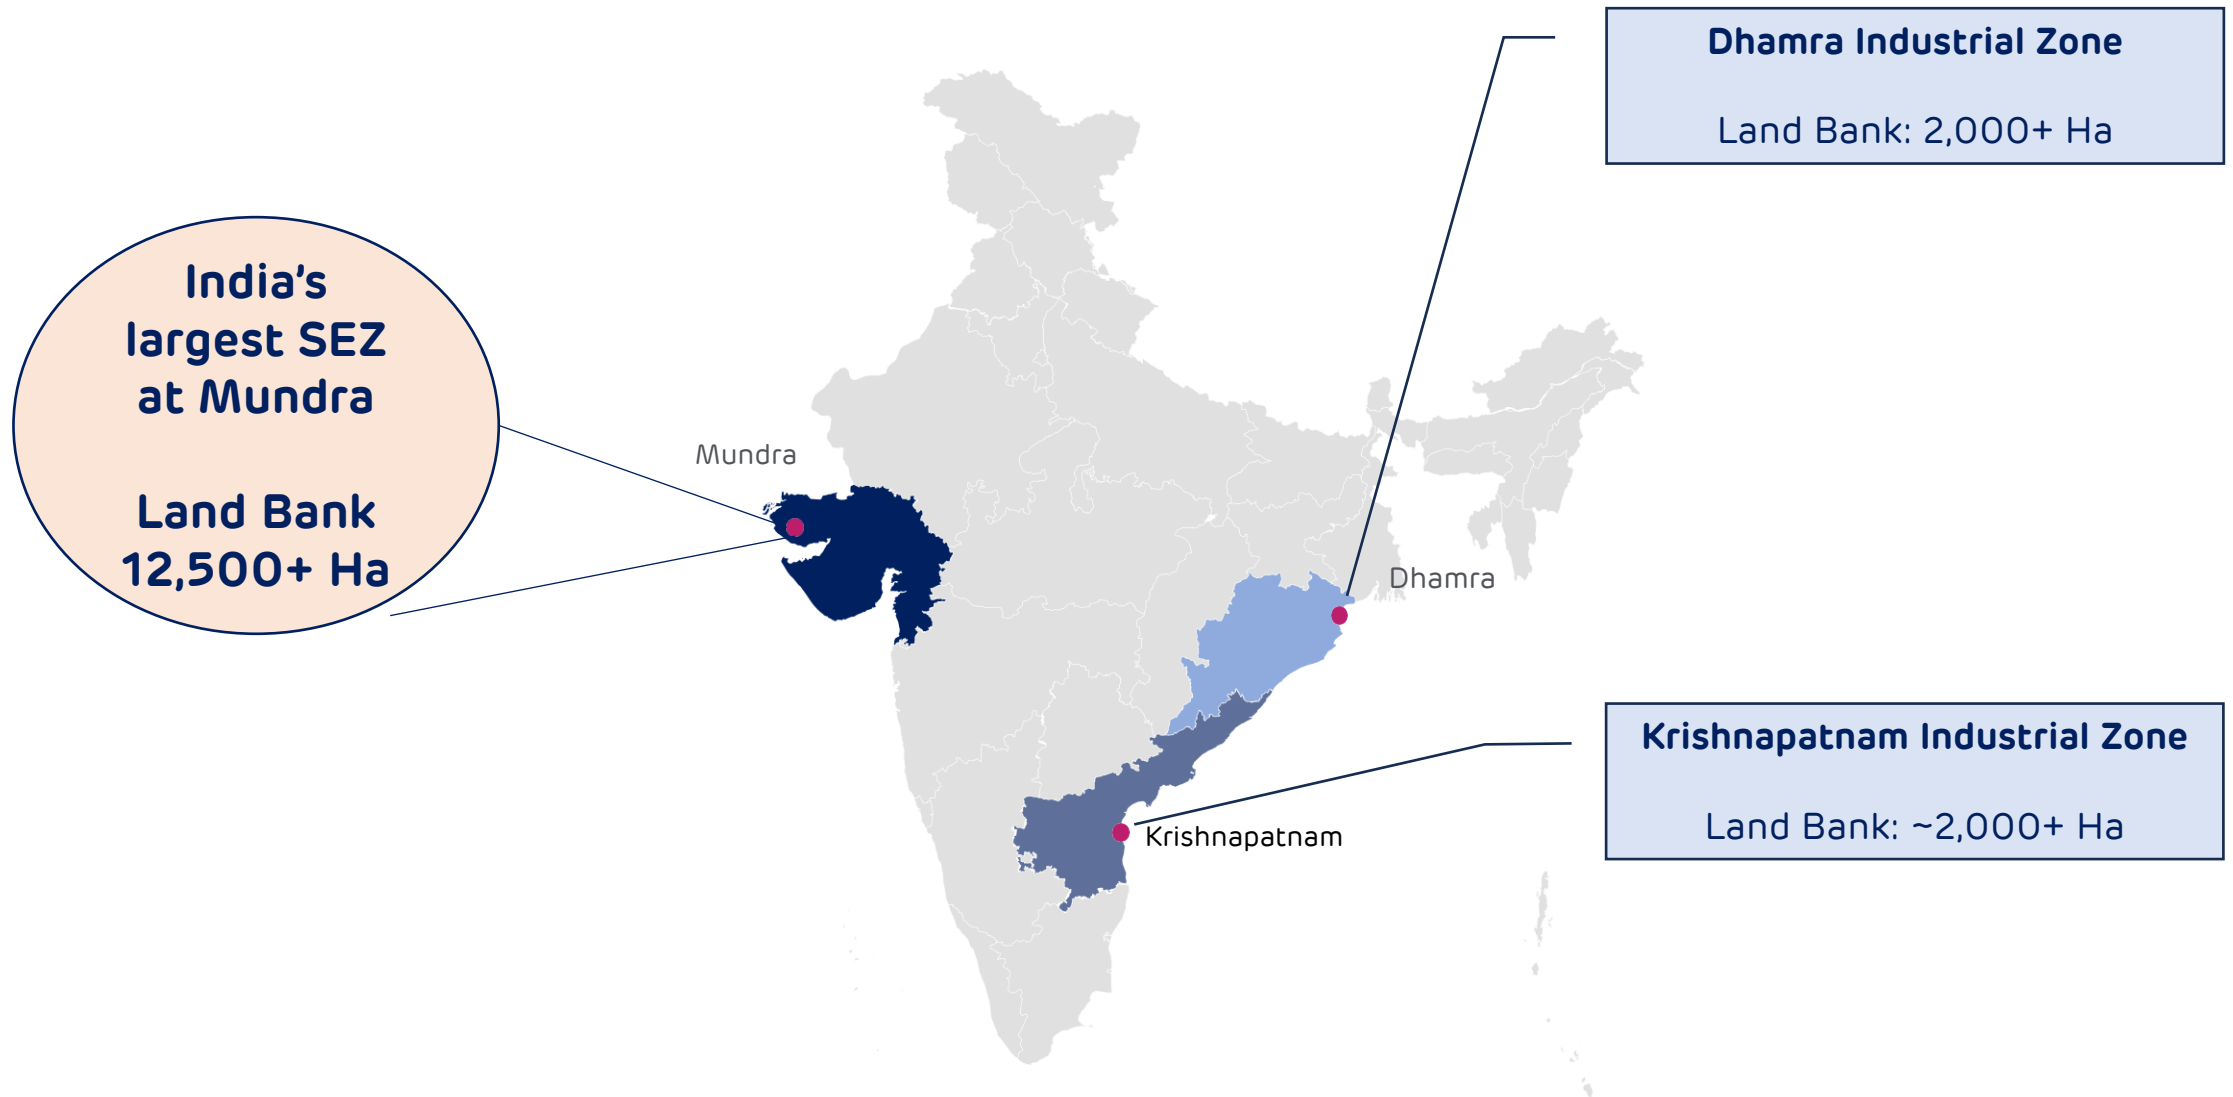 India's
largest SEZ
at Mundra
Land Bank
12,500+ Ha
Mundra
Dhamra Industrial Zone
Land Bank: 2,000+ Ha
Dhamra
Krishnapatnam Industrial Zone
Land Bank: ~2,000+ Ha
Krishnapatnam